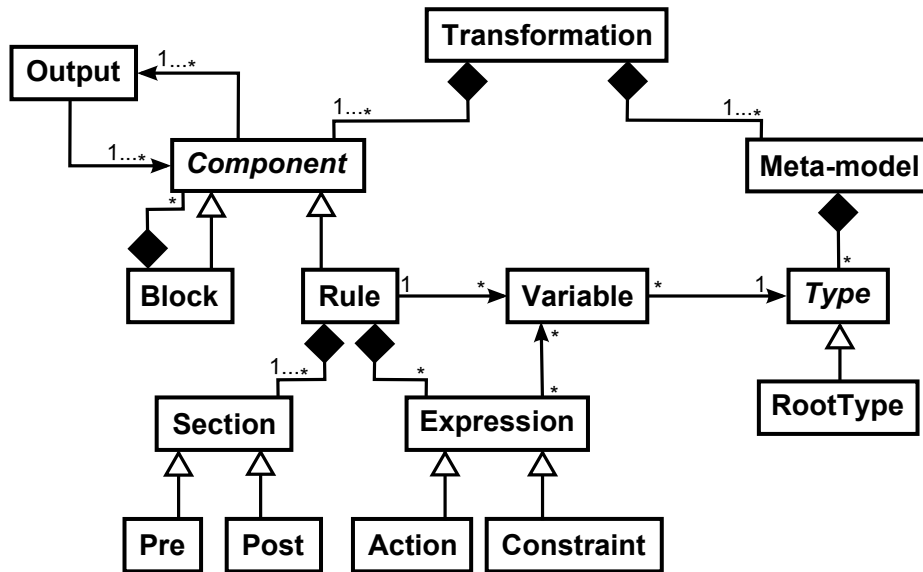 Transformation
Output
1...*
1...*
1...*
1...*
Component
Meta-model
*
*
Block
Rule
1
*
Variable
*
1
Type
1...*
*
*
*
Section
Expression
RootType
Pre
Post
Action
Constraint